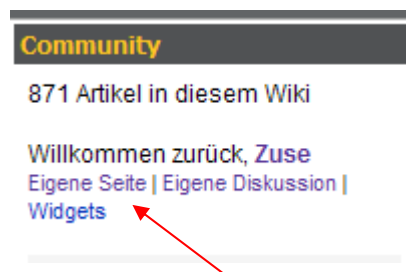 Community
871 Artikel in diesem Wiki
Willkommen zurück, Zuse
Eigene Seite | Eigene Diskussion |
Widgets